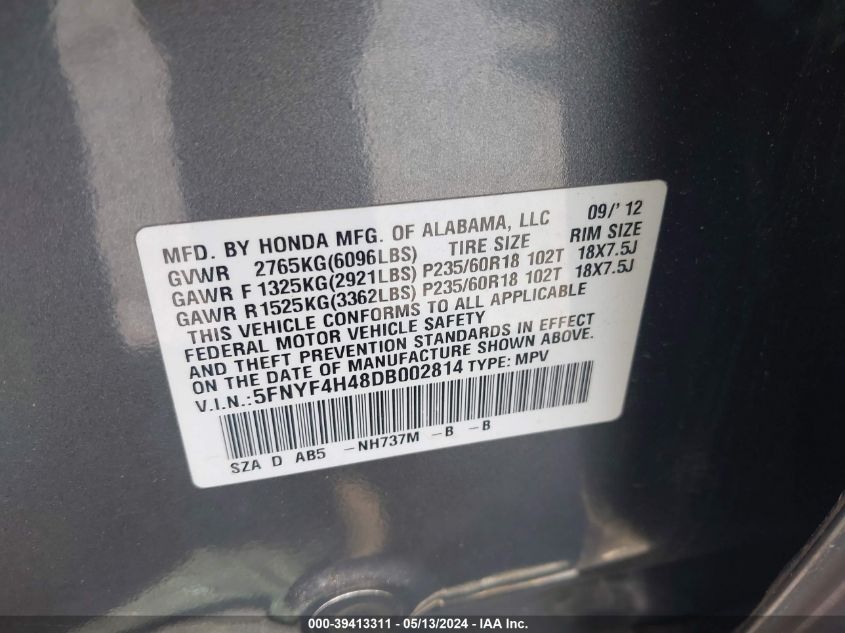 MFD. BY HONDA MFG. OF ALABAMA, LLC 09/' 12
GVWR 2765KG(6096LBS) TIRE SIZE RIM SIZE
GAWR F 1325KG(2921LBS) P235/60R18 102T 18X7.5J
GAWR R 1525KG(3362LBS) P235/60R18 102T 18X7.5J
THIS VEHICLE CONFORMS TO ALL APPLICABLE
FEDERAL MOTOR VEHICLE SAFETY
AND THEFT PREVENTION STANDARDS IN EFFECT
ON THE DATE OF MANUFACTURE SHOWN ABOVE.
V.I.N.:5FNYF4H48DB002814 TYPE: MPV
SZA D AB5 -NH737M -B -B
000-39413311 / 05/13/2024 - IAA Inc.